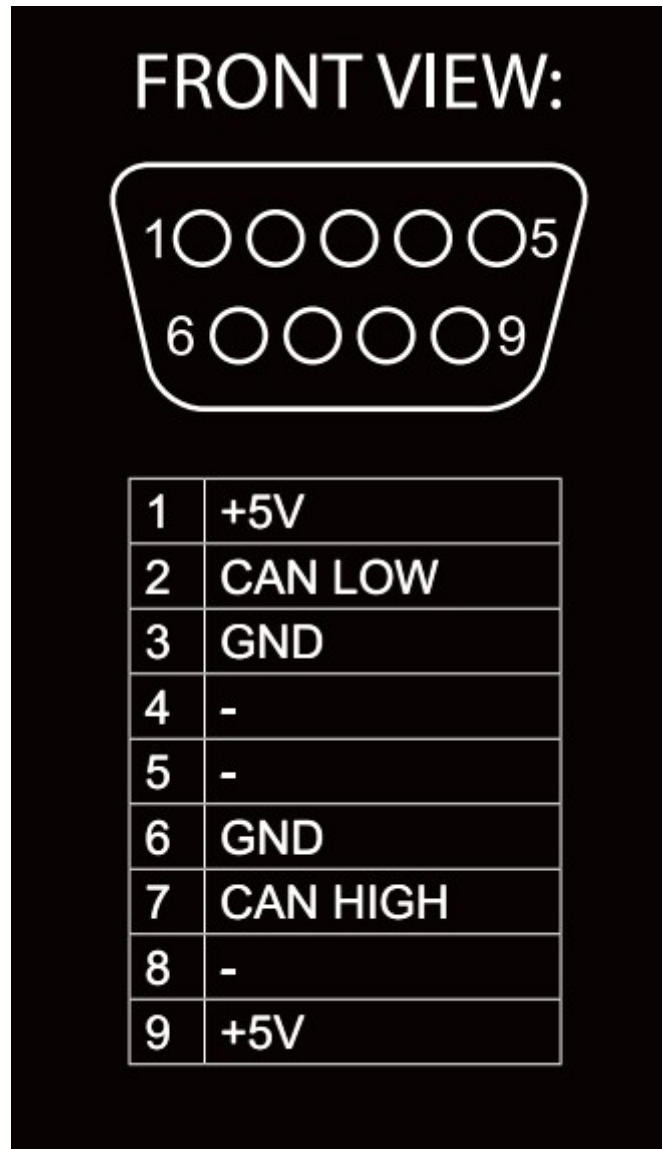 FRONT VIEW:
1 5
6 9
1 +5V
2 CAN LOW
3 GND
4 -
5 -
6 GND
7 CAN HIGH
8 -
9 +5V